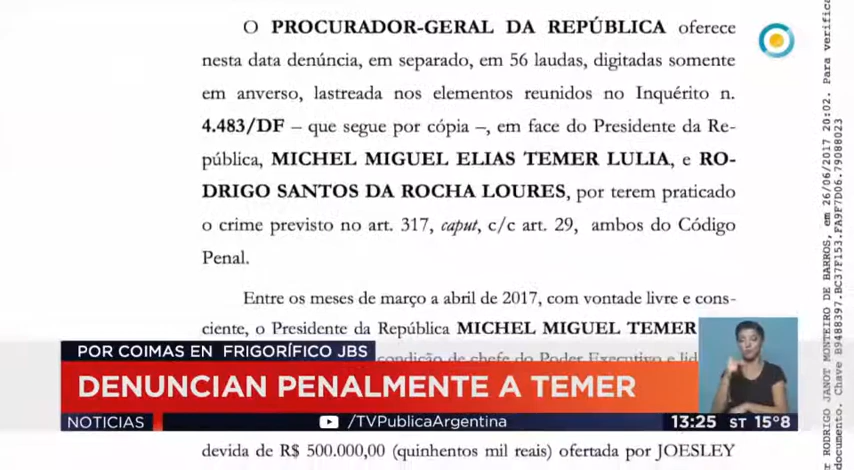 O PROCURADOR-GERAL DA REPÚBLICA oferece
nesta data denúncia, em separado, em 56 laudas, digitadas somente
em anverso, lastreada nos elementos reunidos no Inquérito n.
4.483/DF – que segue por cópia –, em face do Presidente da Re-
pública, MICHEL MIGUEL ELIAS TEMER LULIA, e RO-
DRIGO SANTOS DA ROCHA LOURES, por terem praticado
o crime previsto no art. 317, caput, c/c art. 29, ambos do Código
Penal.
Entre os meses de março a abril de 2017, com vontade livre e cons-
ciente, o Presidente da República MICHEL MIGUEL TEMER
condição de chefe do Poder Executivo e
POR COIMAS EN FRIGORÍFICO JBS
DENUNCIAN PENALMENTE A TEMER
NOTICIAS
/TVPublicaArgentina
13:25 ST 15º8
devida de R$ 500.000,00 (quinhentos mil reais) ofertada por JOESLEY
RODRIGO JANOT MONTEIRO DE BARROS, em 26/06/2017 20:02. Para
documento. Chave B9488397.BC37F153.FA9F7D06.79088023